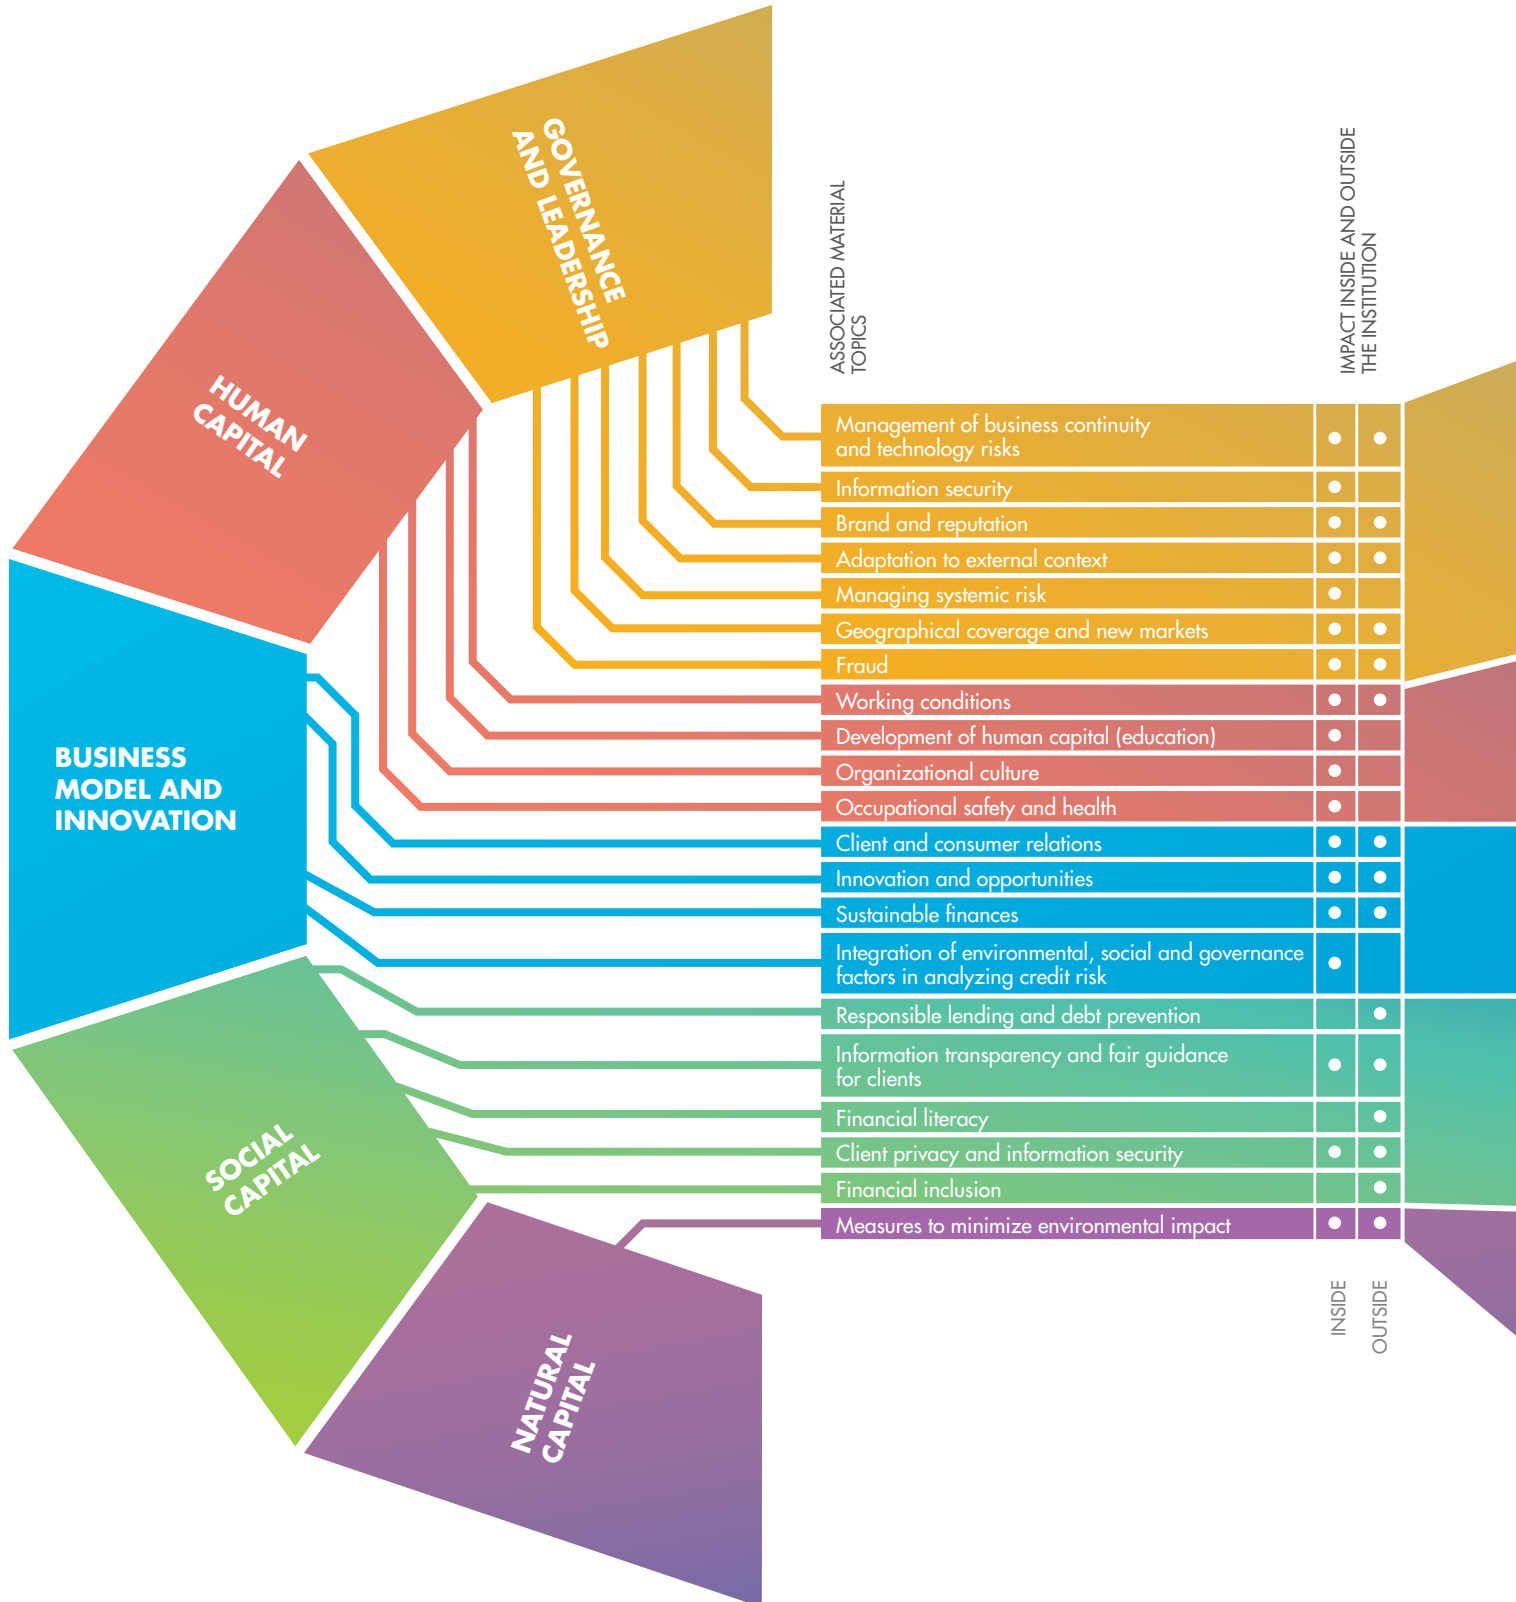 GOVERNANCE
AND LEADERSHIP
HUMAN
CAPITAL
BUSINESS
MODEL AND
INNOVATION
SOCIAL
CAPITAL
NATURAL
CAPITAL
ASSOCIATED MATERIAL
TOPICS
IMPACT INSIDE AND OUTSIDE
THE INSTITUTION
Management of business continuity
and technology risks
Information security
Brand and reputation
Adaptation to external context
Managing systemic risk
Geographical coverage and new markets
Fraud
Working conditions
Development of human capital (education)
Organizational culture
Occupational safety and health
Client and consumer relations
Innovation and opportunities
Sustainable finances
Integration of environmental, social and governance
factors in analyzing credit risk
Responsible lending and debt prevention
Information transparency and fair guidance
for clients
Financial literacy
Client privacy and information security
Financial inclusion
Measures to minimize environmental impact
INSIDE
OUTSIDE